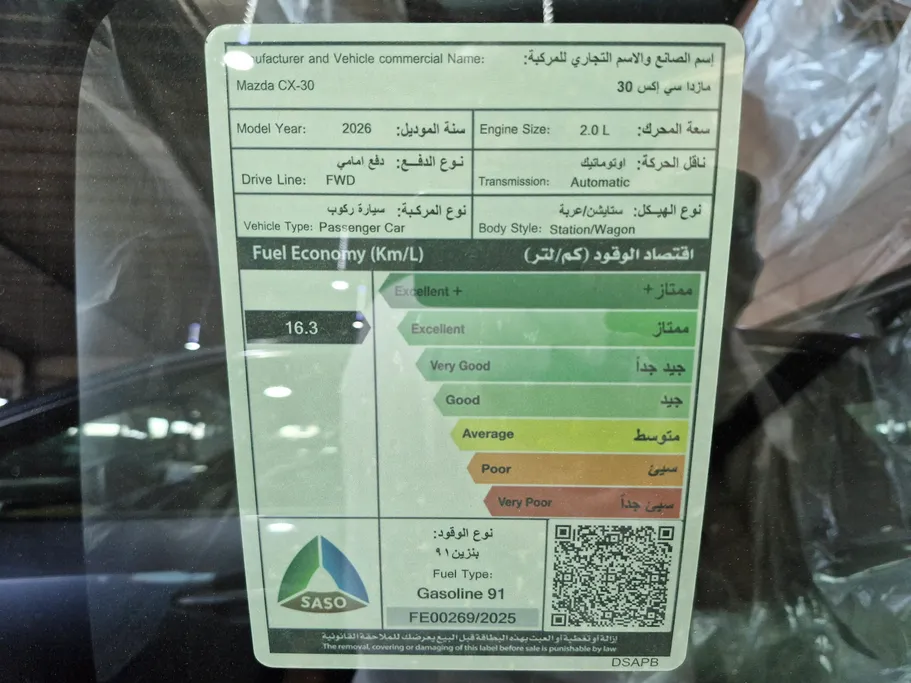 Manufacturer and Vehicle commercial Name: إسم الصانع والاسم التجاري للمركبة:
Mazda CX-30 مازدا سي إكس 30
Model Year: 2026 سنة الموديل:
Engine Size: 2.0 L سعة المحرك:
نوع الدفـــع: دفع امامي
Drive Line: FWD
ناقل الحركة: اوتوماتيك
Transmission: Automatic
نوع المركبـة: سيارة ركوب
Vehicle Type: Passenger Car
نوع الهيـكل: ستايشن/عربة
Body Style: Station/Wagon
Fuel Economy (Km/L) اقتصاد الوقود (كم/لتر)
Excellent + ممتاز +
16.3
Excellent ممتاز
Very Good جيد جداً
Good جيد
Average متوسط
Poor سيئ
Very Poor سيئ جداً
SASO
نوع الوقود:
بنزين ٩١
Fuel Type:
Gasoline 91
FE00269/2025
إزالة او تغطية أو العبث بهذه البطاقة قبل البيع يعرضك للملاحقة القانونية
The removal, covering or damaging of this label before sale is punishable by law
DSAPB